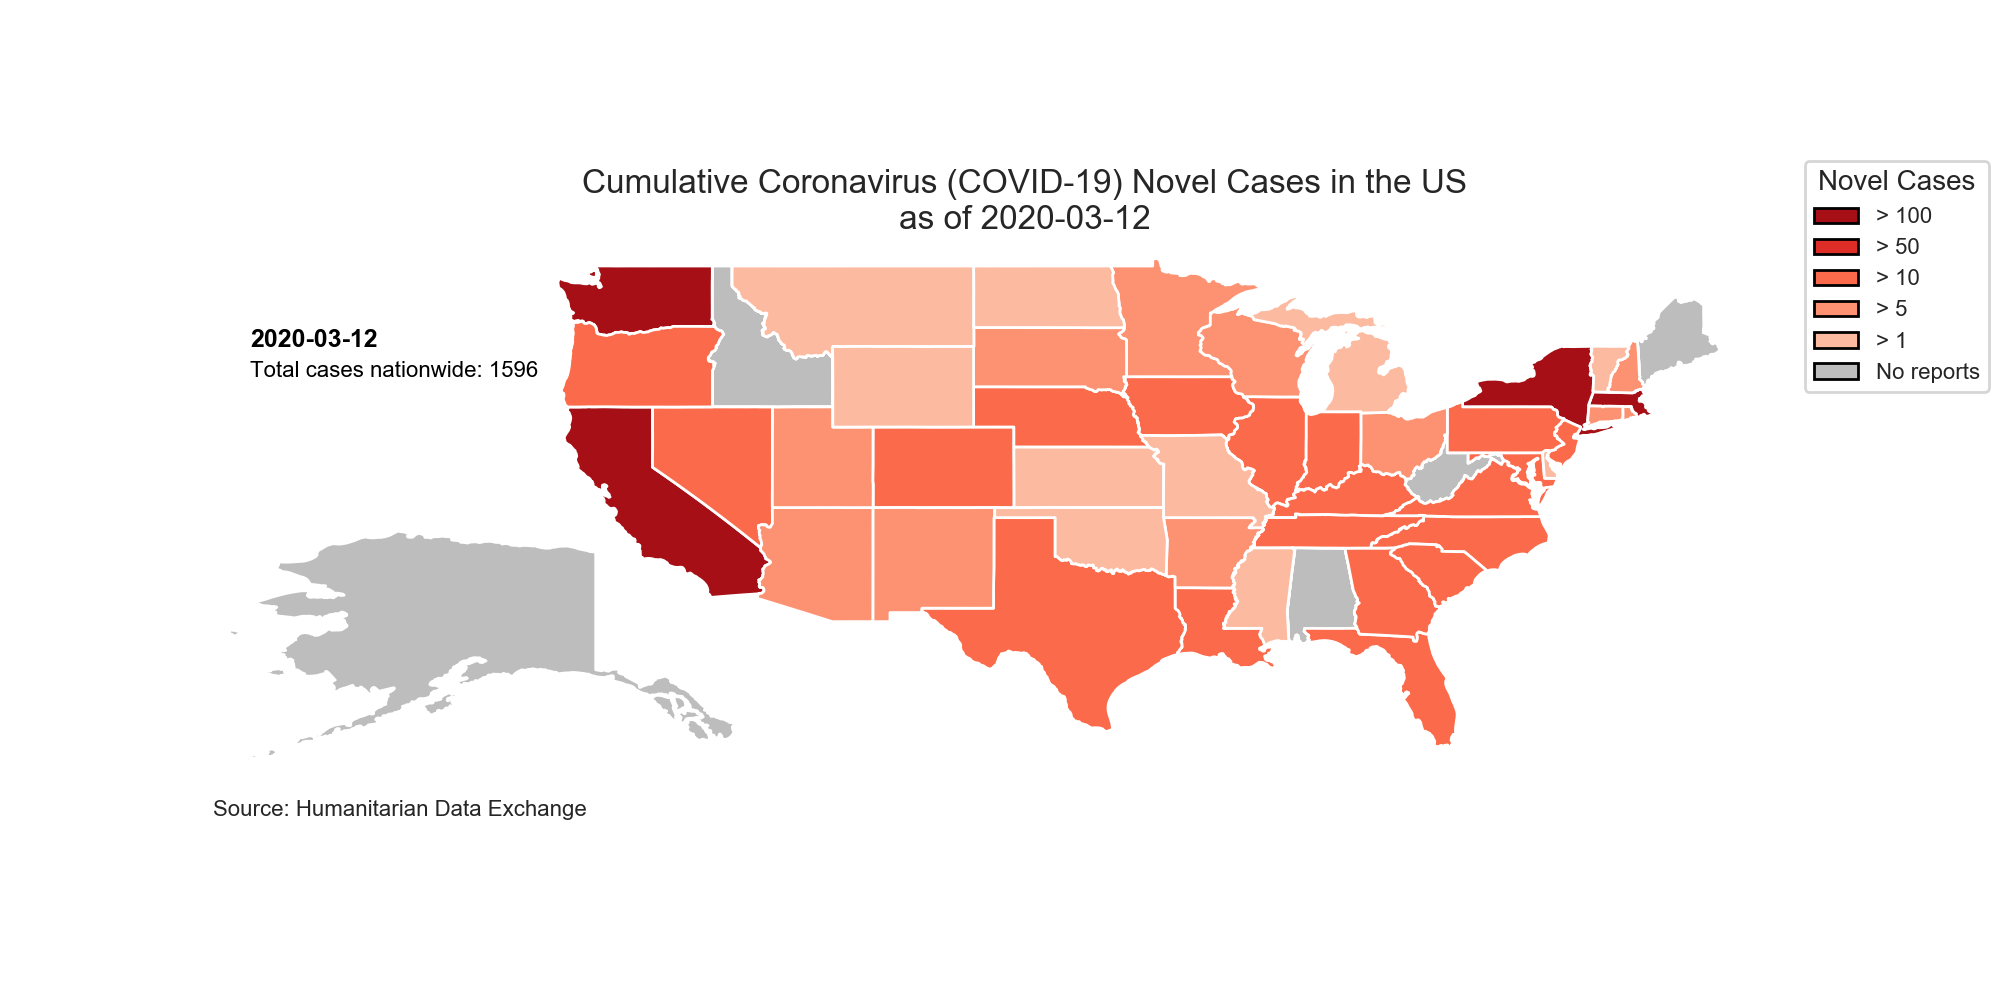 Cumulative Coronavirus (COVID-19) Novel Cases in the US
as of 2020-03-12
Novel Cases
> 100
> 50
> 10
> 5
> 1
No reports
2020-03-12
Total cases nationwide: 1596
Source: Humanitarian Data Exchange